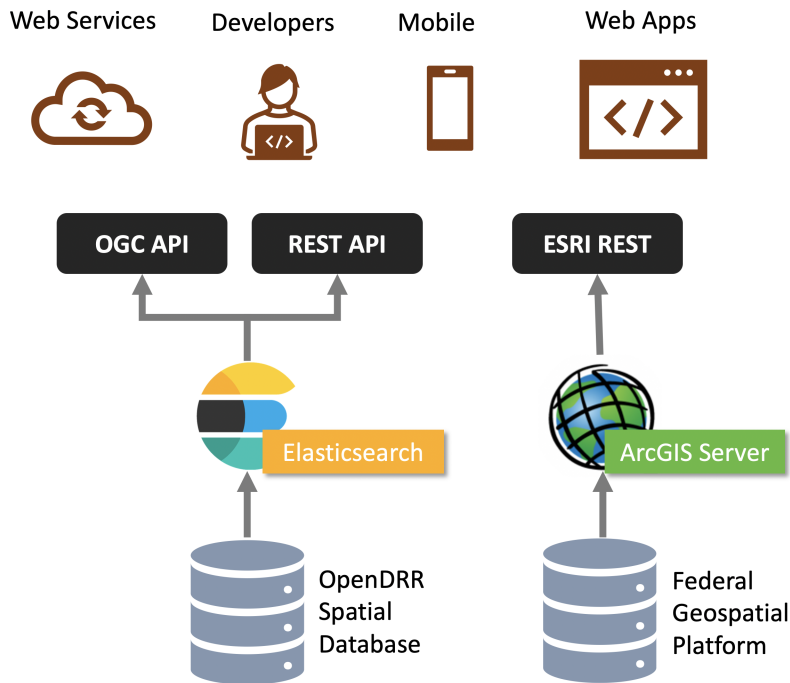 Web Services
Developers
Mobile
Web Apps
</>
</>
OGC API
REST API
ESRI REST
Elasticsearch
ArcGIS Server
OpenDRR
Spatial
Database
Federal
Geospatial
Platform